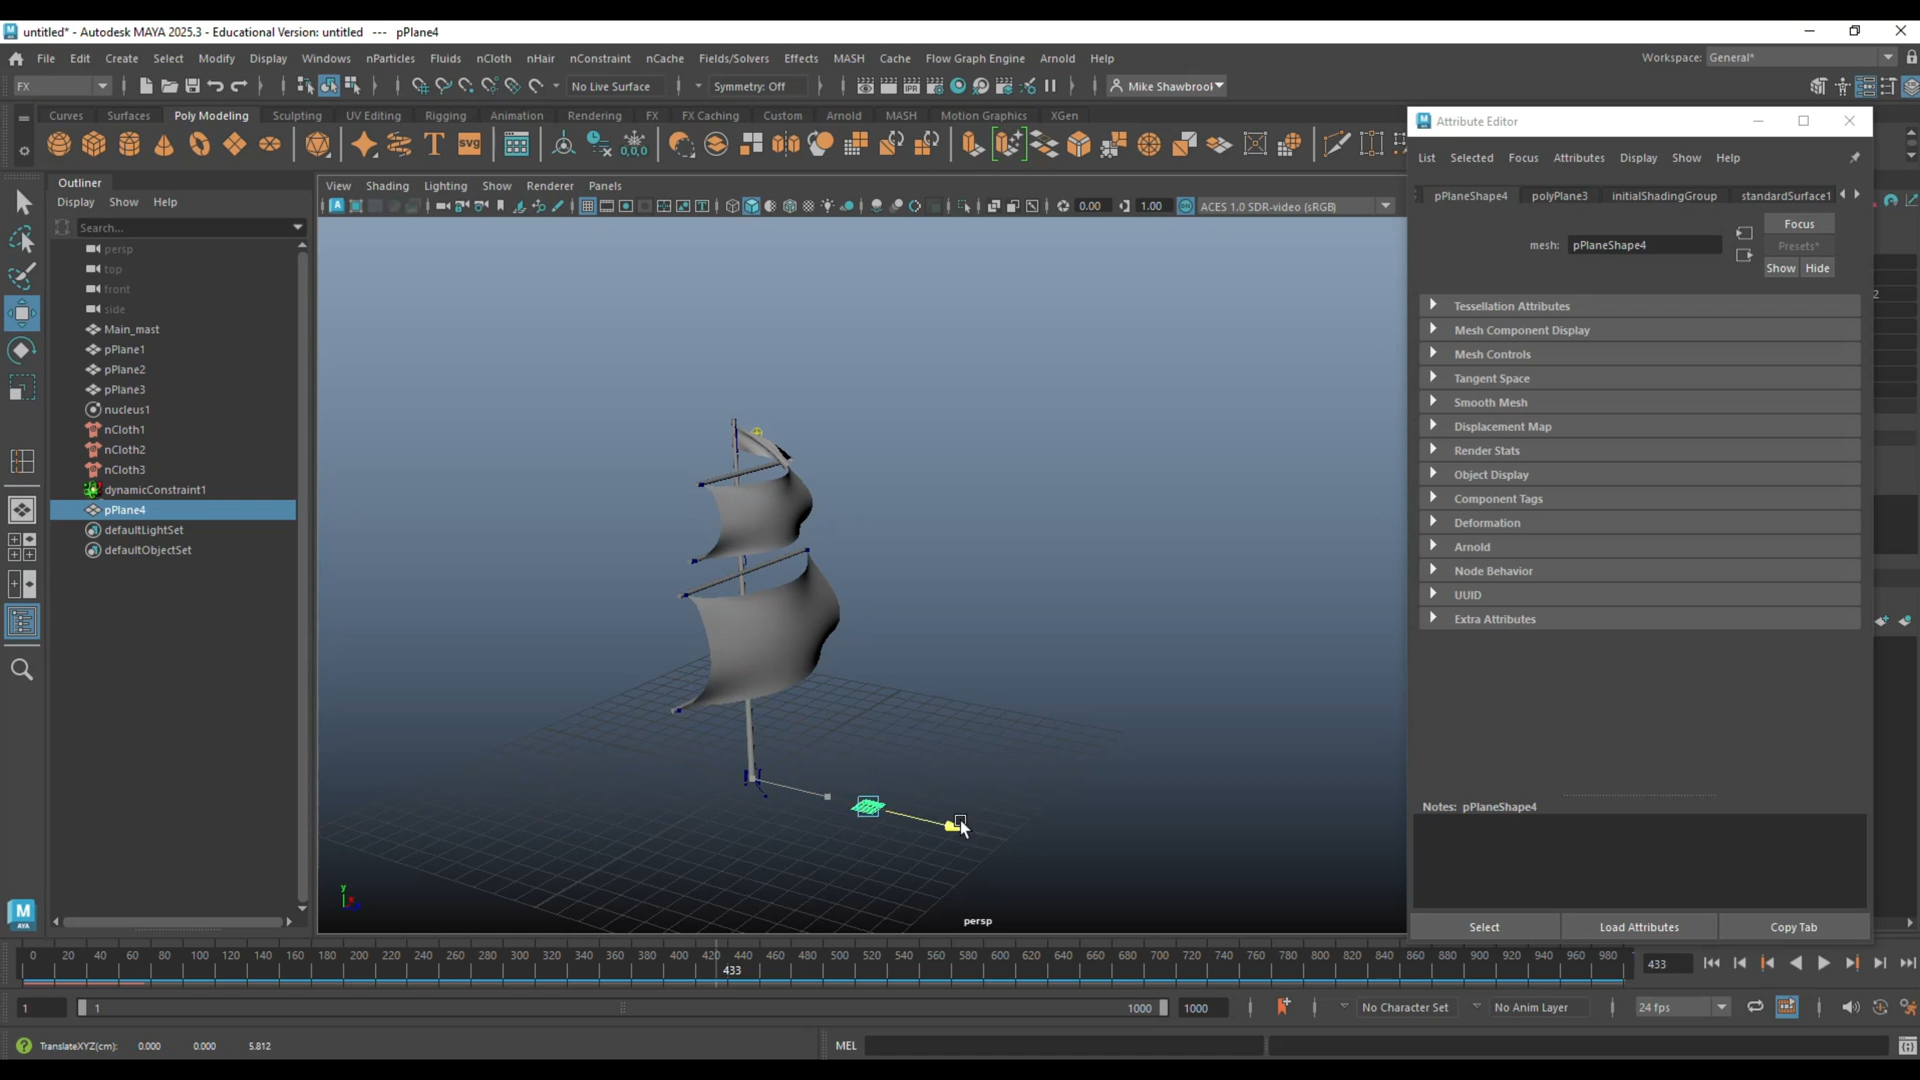 untitled* - Autodesk MAYA 2025.3 - Educational Version: untitled --- pPlane4
File Edit Create Select Modify Display Windows nParticles Fluids nCloth nHair nConstraint nCache Fields/Solvers Effects MASH Cache Flow Graph Engine Arnold Help
Workspace: General*
FX No Live Surface Symmetry: Off IPR Mike Shawbrool
Curves Surfaces Poly Modeling Sculpting UV Editing Rigging Animation Rendering FX FX Caching Custom Arnold MASH Motion Graphics XGen
T SVG 0,0,0
Outliner
Display Show Help
Search...
persp
top
front
side
Main_mast
pPlane1
pPlane2
pPlane3
nucleus1
nCloth1
nCloth2
nCloth3
dynamicConstraint1
pPlane4
defaultLightSet
defaultObjectSet
View Shading Lighting Show Renderer Panels
0.00 1.00 ACES 1.0 SDR-video (sRGB)
y
persp
Attribute Editor
List Selected Focus Attributes Display Show Help
pPlaneShape4 polyPlane3 initialShadingGroup standardSurface1
mesh: pPlaneShape4
Focus
Presets*
Show Hide
Tessellation Attributes
Mesh Component Display
Mesh Controls
Tangent Space
Smooth Mesh
Displacement Map
Render Stats
Object Display
Component Tags
Deformation
Arnold
Node Behavior
UUID
Extra Attributes
Notes: pPlaneShape4
Select Load Attributes Copy Tab
M
AYA
0 20 40 60 80 100 120 140 160 180 200 220 240 260 280 300 320 340 360 380 400 420 440 460 480 500 520 540 560 580 600 620 640 660 680 700 720 740 760 780 800 820 840 860 880 900 920 940 960 980
433
433
1 1 1000 1000 No Character Set No Anim Layer 24 fps
TranslateXYZ(cm): 0.000 0.000 5.812
MEL